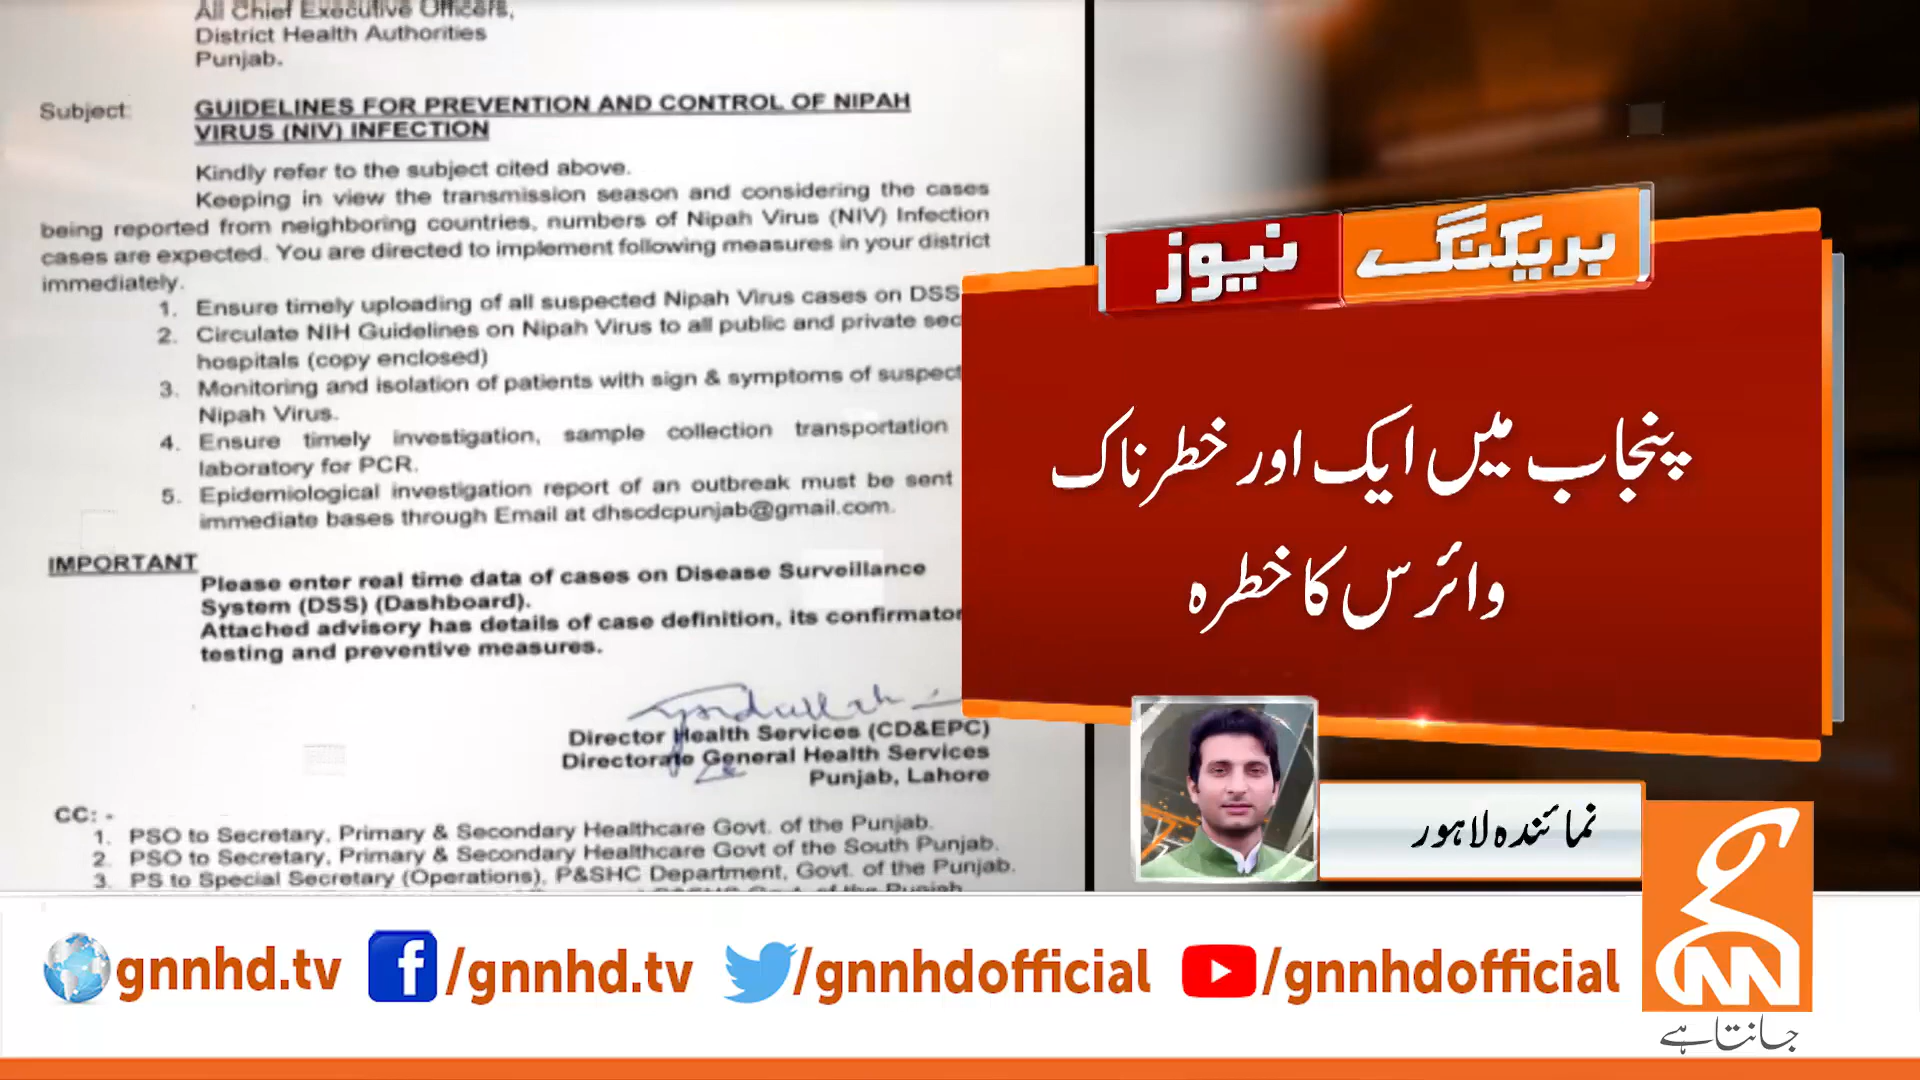 All Chief Executive Officers,
District Health Authorities
Punjab.
Subject: GUIDELINES FOR PREVENTION AND CONTROL OF NIPAH
VIRUS (NIV) INFECTION
Kindly refer to the subject cited above.
Keeping in view the transmission season and considering the cases
being reported from neighboring countries, numbers of Nipah Virus (NIV) Infection
cases are expected. You are directed to implement following measures in your district
immediately.
1. Ensure timely uploading of all suspected Nipah Virus cases on DSS
2. Circulate NIH Guidelines on Nipah Virus to all public and private sec
hospitals (copy enclosed)
3. Monitoring and isolation of patients with sign & symptoms of suspect
Nipah Virus.
4. Ensure timely investigation, sample collection transportation
laboratory for PCR.
5. Epidemiological investigation report of an outbreak must be sent
immediate bases through Email at dhscdcpunjab@gmail.com.
IMPORTANT
Please enter real time data of cases on Disease Surveillance
System (DSS) (Dashboard).
Attached advisory has details of case definition, its confirmator
testing and preventive measures.
Director Health Services (CD&EPC)
Directorate General Health Services
Punjab, Lahore
CC: -
1. PSO to Secretary, Primary & Secondary Healthcare Govt. of the Punjab.
2. PSO to Secretary, Primary & Secondary Healthcare Govt of the South Punjab.
3. PS to Special Secretary (Operations), P&SHC Department, Govt. of the Punjab.
بریکنگ نیوز
پنجاب میں ایک اور خطرناک
وائرس کا خطرہ
نمائندہ لاہور
gnnhd.tv /gnnhd.tv /gnnhdofficial /gnnhdofficial
GNN
جانتا ہے